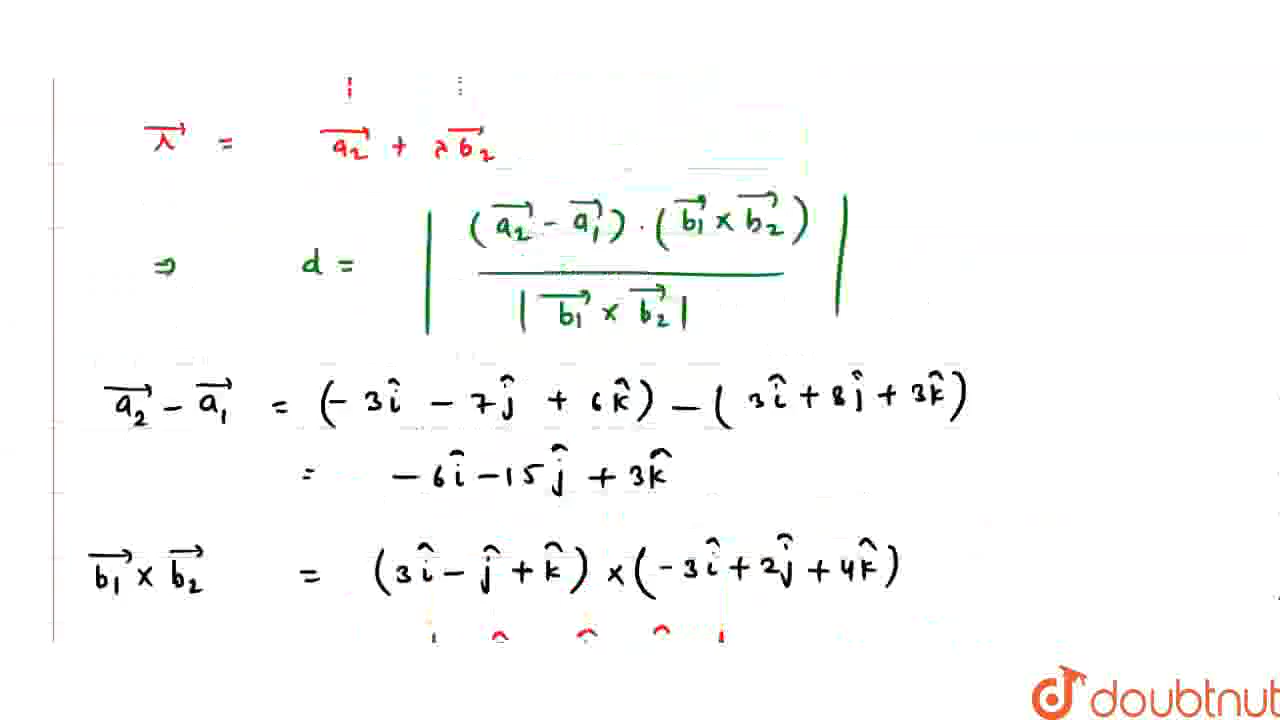 r⃗ = a₂⃗ + λb₂⃗
⇒ d = | (a₂⃗ - a₁⃗) . (b₁⃗ × b₂⃗) / |b₁⃗ × b₂⃗| |
a₂⃗ - a₁⃗ = (-3î - 7ĵ + 6k̂) - (3î + 8ĵ + 3k̂)
= -6î - 15ĵ + 3k̂
b₁⃗ × b₂⃗ = (3î - ĵ + k̂) × (-3î + 2ĵ + 4k̂)
doubtnut